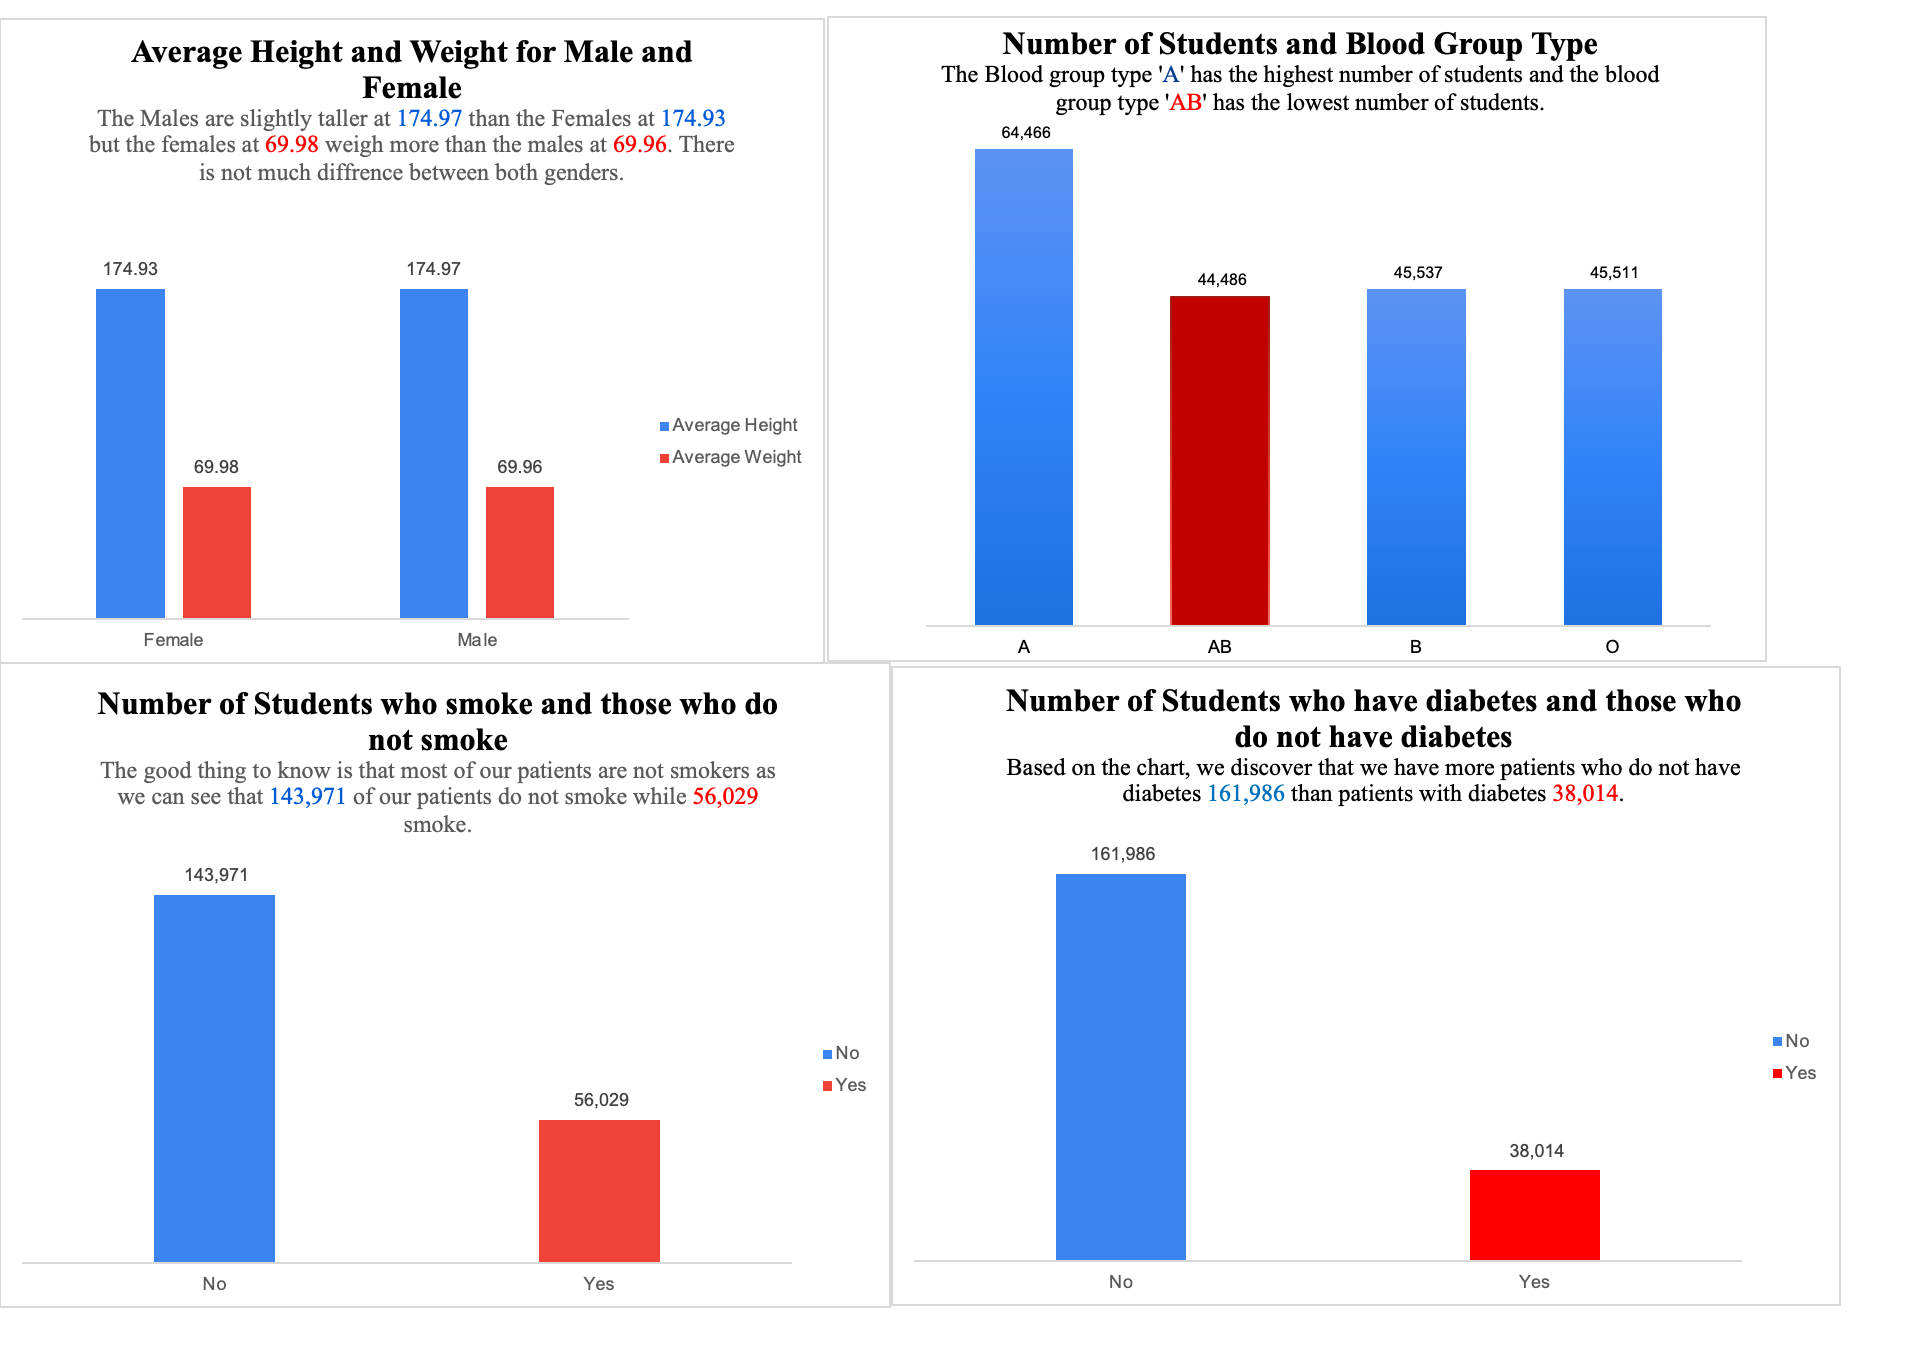 Average Height and Weight for Male and
Female
The Males are slightly taller at 174.97 than the Females at 174.93
but the females at 69.98 weigh more than the males at 69.96. There
is not much diffrence between both genders.
174.93
174.97
69.98
69.96
Average Height
Average Weight
Female
Male
Number of Students and Blood Group Type
The Blood group type 'A' has the highest number of students and the blood
group type 'AB' has the lowest number of students.
64,466
44,486
45,537
45,511
A
AB
B
O
Number of Students who smoke and those who do
not smoke
The good thing to know is that most of our patients are not smokers as
we can see that 143,971 of our patients do not smoke while 56,029
smoke.
143,971
56,029
No
Yes
No
Yes
Number of Students who have diabetes and those who
do not have diabetes
Based on the chart, we discover that we have more patients who do not have
diabetes 161,986 than patients with diabetes 38,014.
161,986
38,014
No
Yes
No
Yes